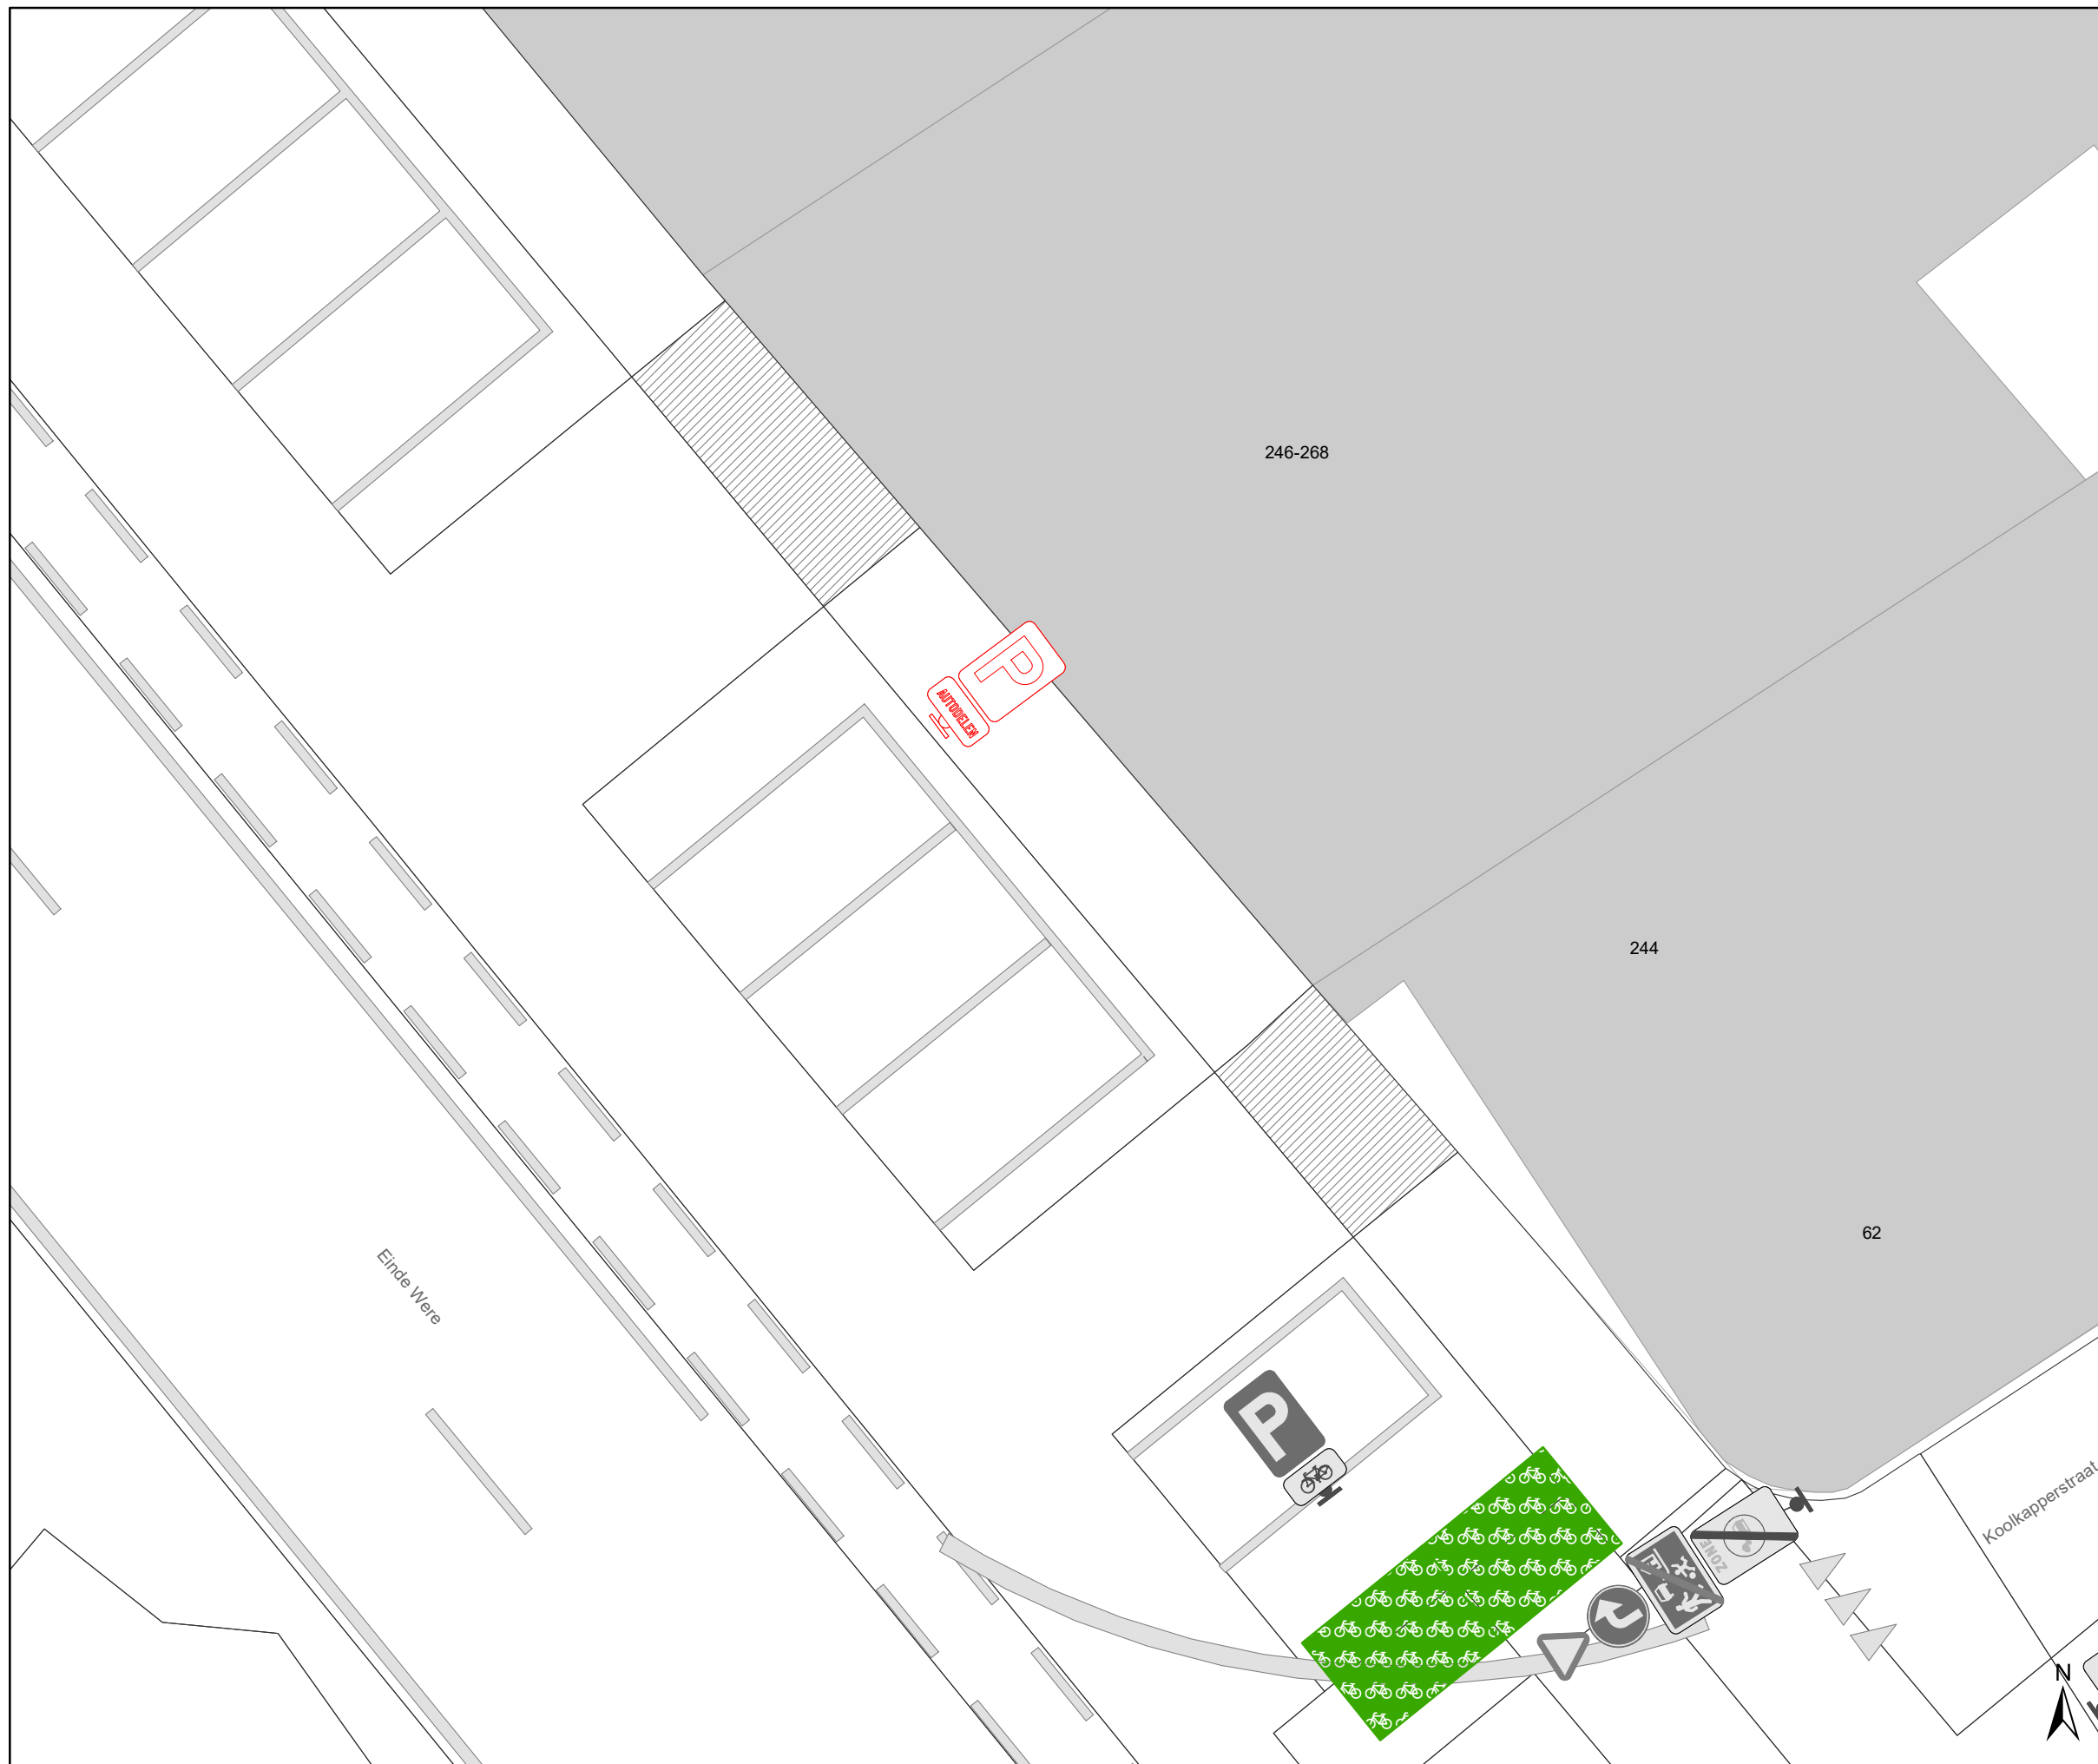 246-268
P
AUTODELEN
244
62
Einde Were
P
Koolkapperstraat
ZONE
N